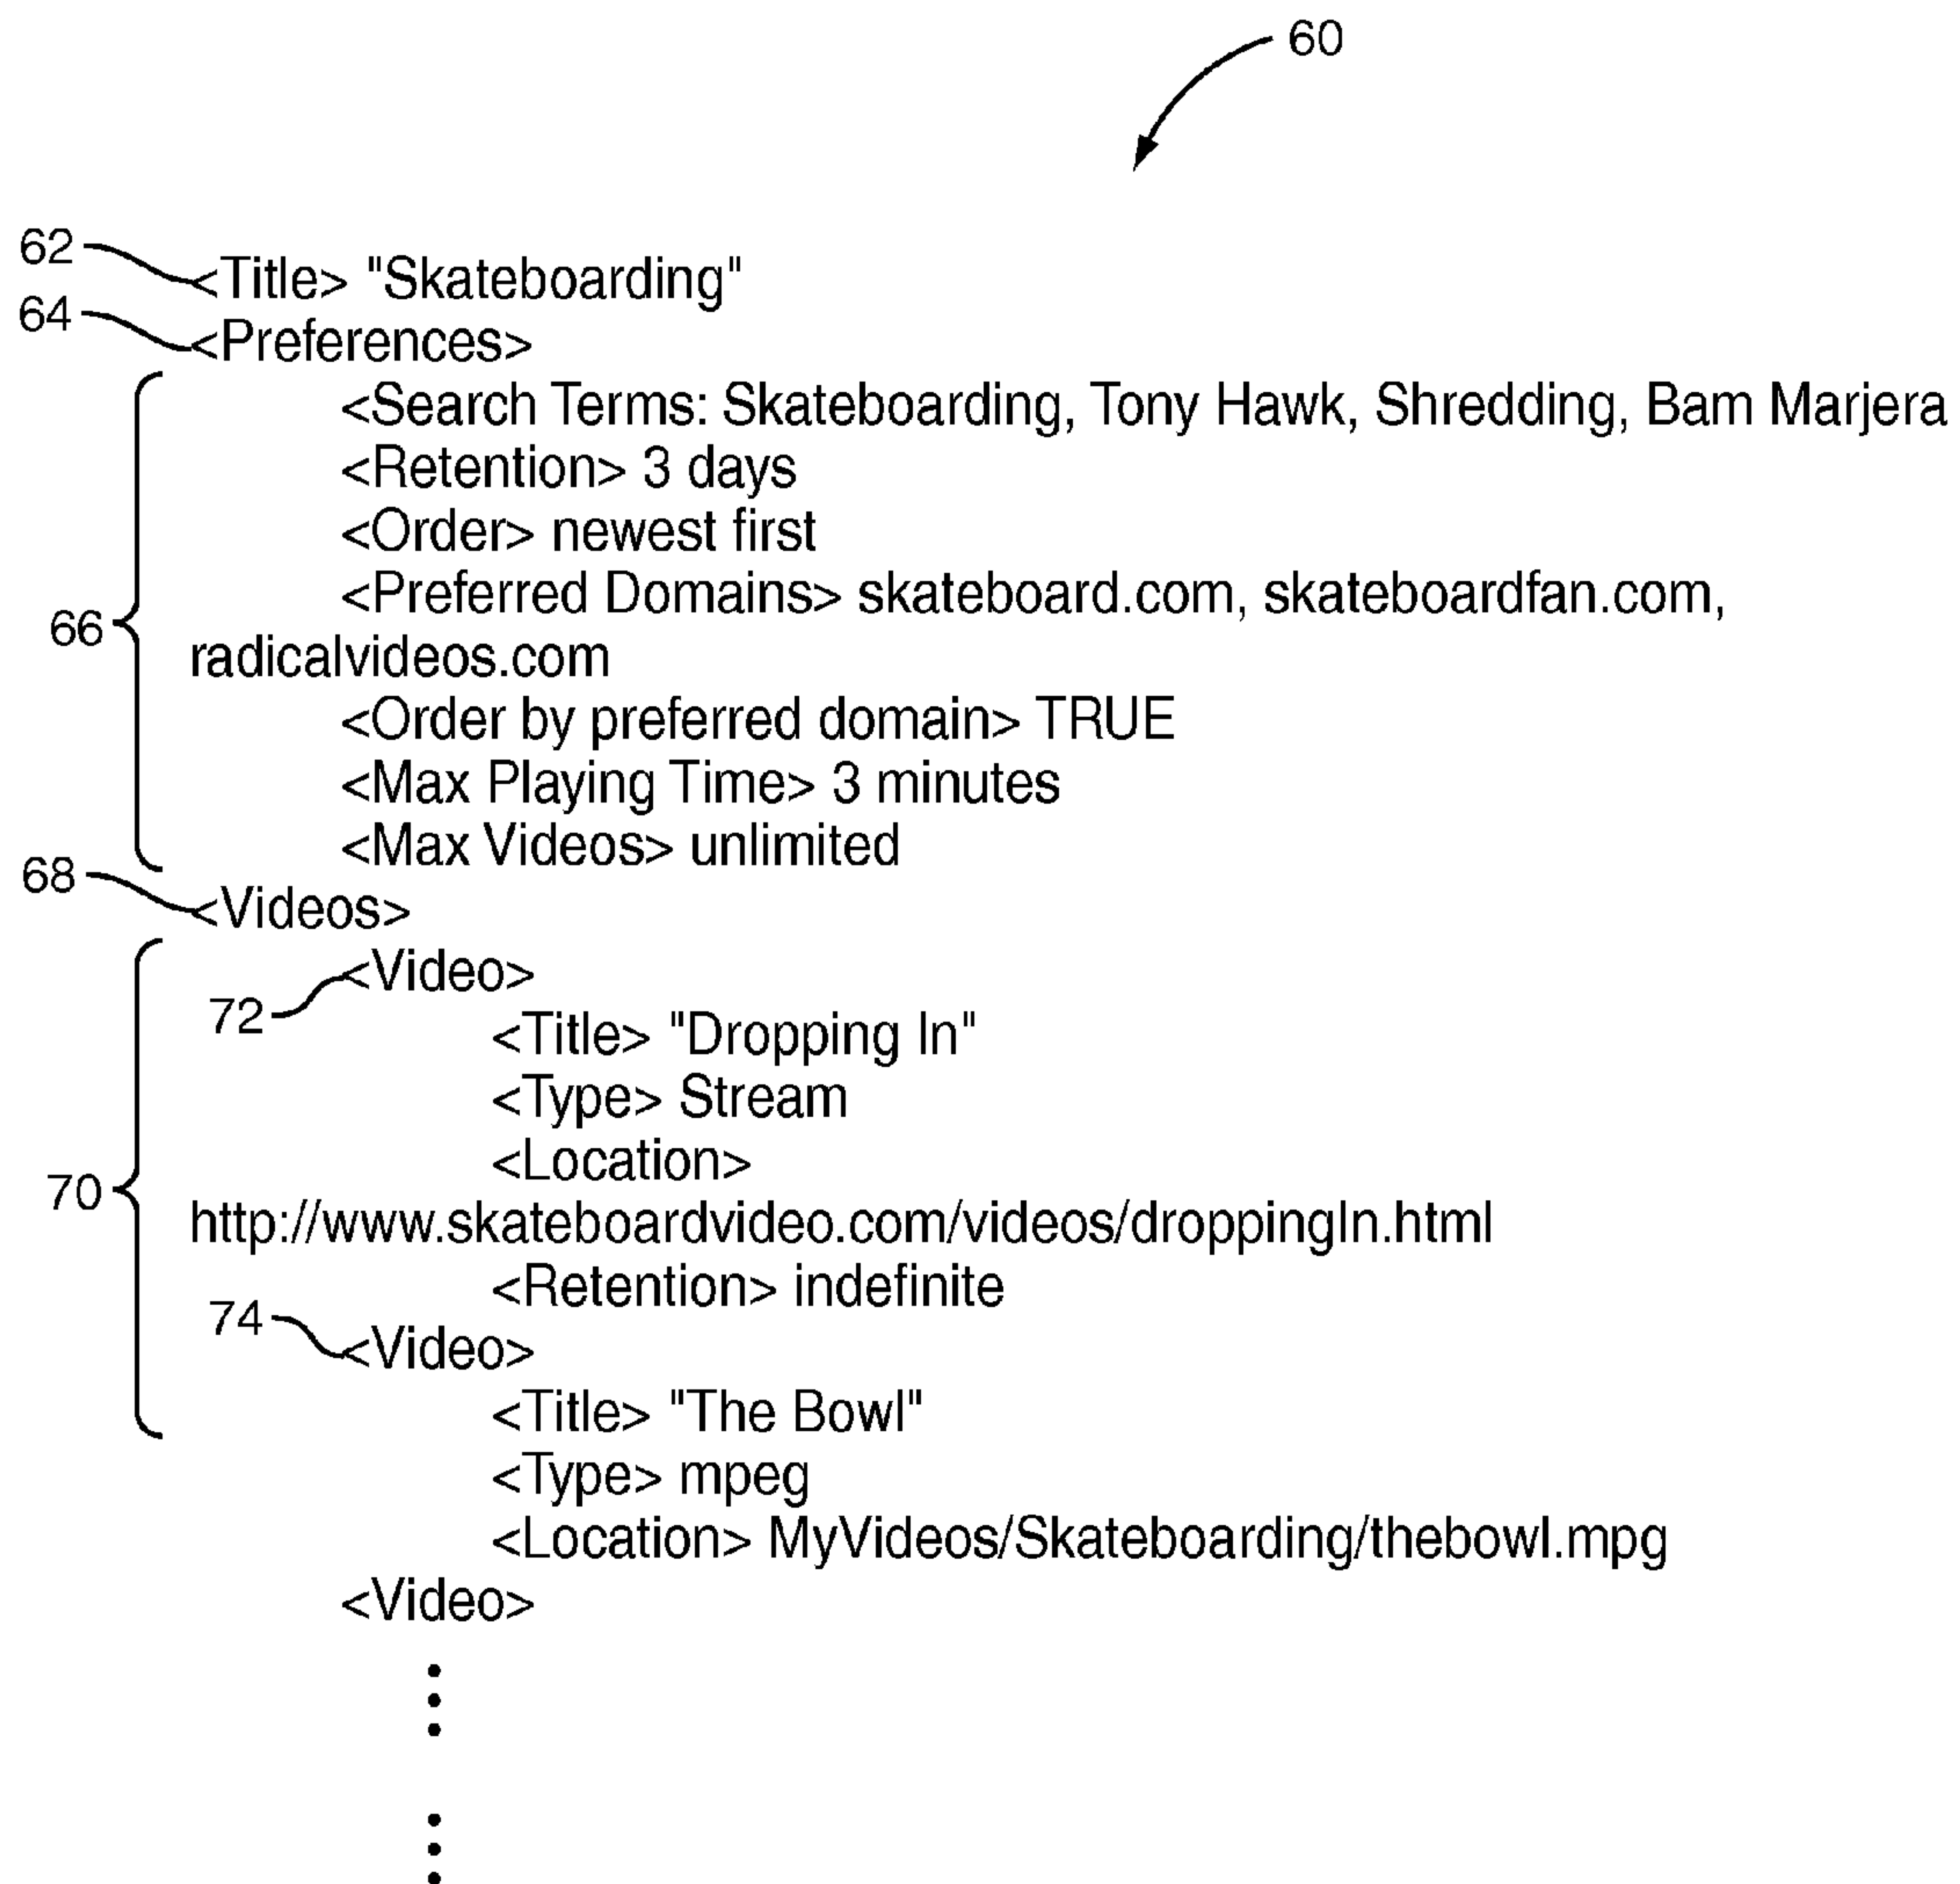 60
62
<Title> "Skateboarding"
64
<Preferences>
<Search Terms: Skateboarding, Tony Hawk, Shredding, Bam Marjera
<Retention> 3 days
<Order> newest first
<Preferred Domains> skateboard.com, skateboardfan.com,
66
radicalvideos.com
<Order by preferred domain> TRUE
<Max Playing Time> 3 minutes
<Max Videos> unlimited
68
<Videos>
<Video>
72
<Title> "Dropping In"
<Type> Stream
<Location>
70
http://www.skateboardvideo.com/videos/droppingIn.html
<Retention> indefinite
74
<Video>
<Title> "The Bowl"
<Type> mpeg
<Location> MyVideos/Skateboarding/thebowl.mpg
<Video>